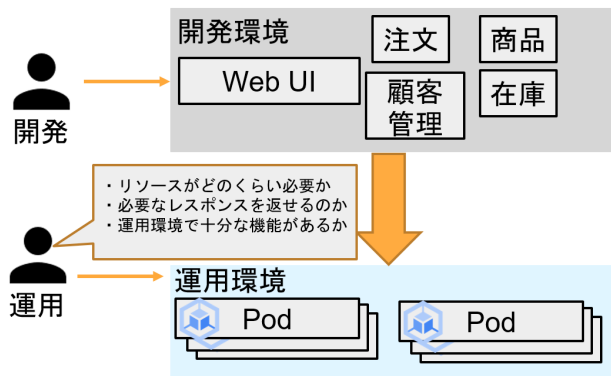 開発環境
注文
商品
Web UI
顧客
管理
在庫
開発
・リソースがどのくらい必要か
・必要なレスポンスを返せるのか
・運用環境で十分な機能があるか
運用
運用環境
Pod
Pod